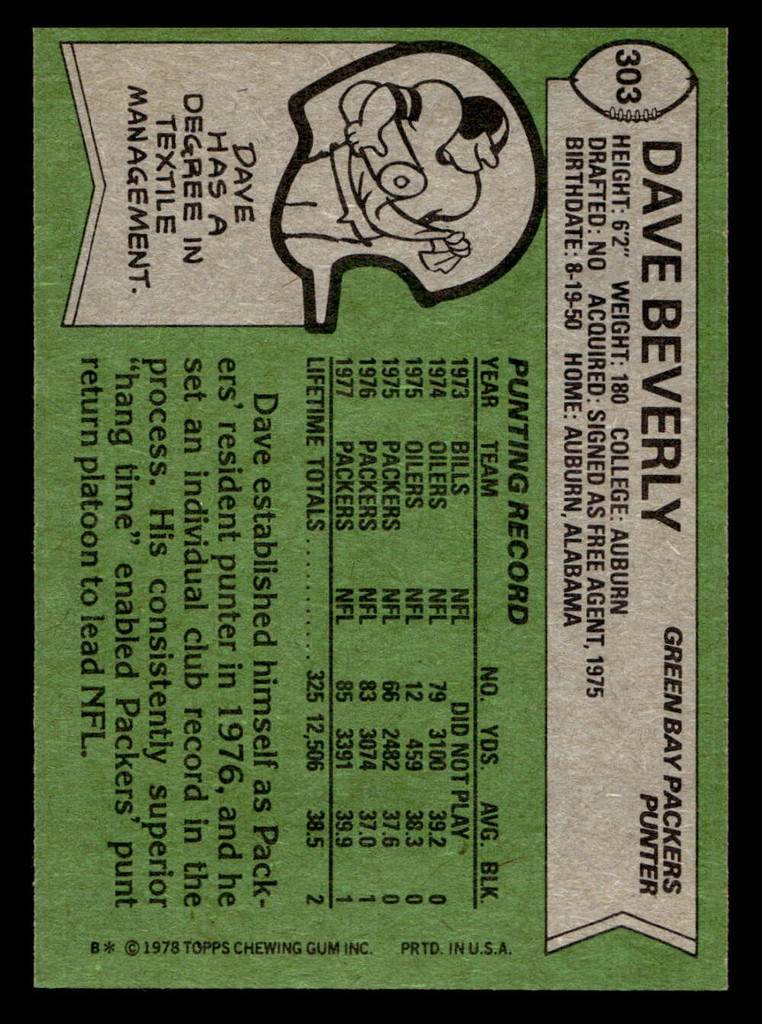 303
DAVE BEVERLY
GREEN BAY PACKERS
PUNTER
HEIGHT: 6'2" WEIGHT: 180 COLLEGE: AUBURN
DRAFTED: NO ACQUIRED: SIGNED AS FREE AGENT, 1975
BIRTHDATE: 8-19-50 HOME: AUBURN, ALABAMA
DAVE
HAS A
DEGREE IN
TEXTILE
MANAGEMENT.
PUNTING RECORD
YEAR TEAM NO. YDS. AVG. BLK.
1973 BILLS NFL DID NOT PLAY
1974 OILERS NFL 79 3100 39.2 0
1975 OILERS NFL 12 459 38.3 0
1975 PACKERS NFL 66 2482 37.6 0
1976 PACKERS NFL 83 3074 37.0 1
1977 PACKERS NFL 85 3391 39.9 1
LIFETIME TOTALS ........... 325 12,506 38.5 2
Dave established himself as Pack-
ers' resident punter in 1976, and he
set an individual club record in the
process. His consistently superior
"hang time" enabled Packers' punt
return platoon to lead NFL.
B* © 1978 TOPPS CHEWING GUM INC. PRTD. IN U.S.A.